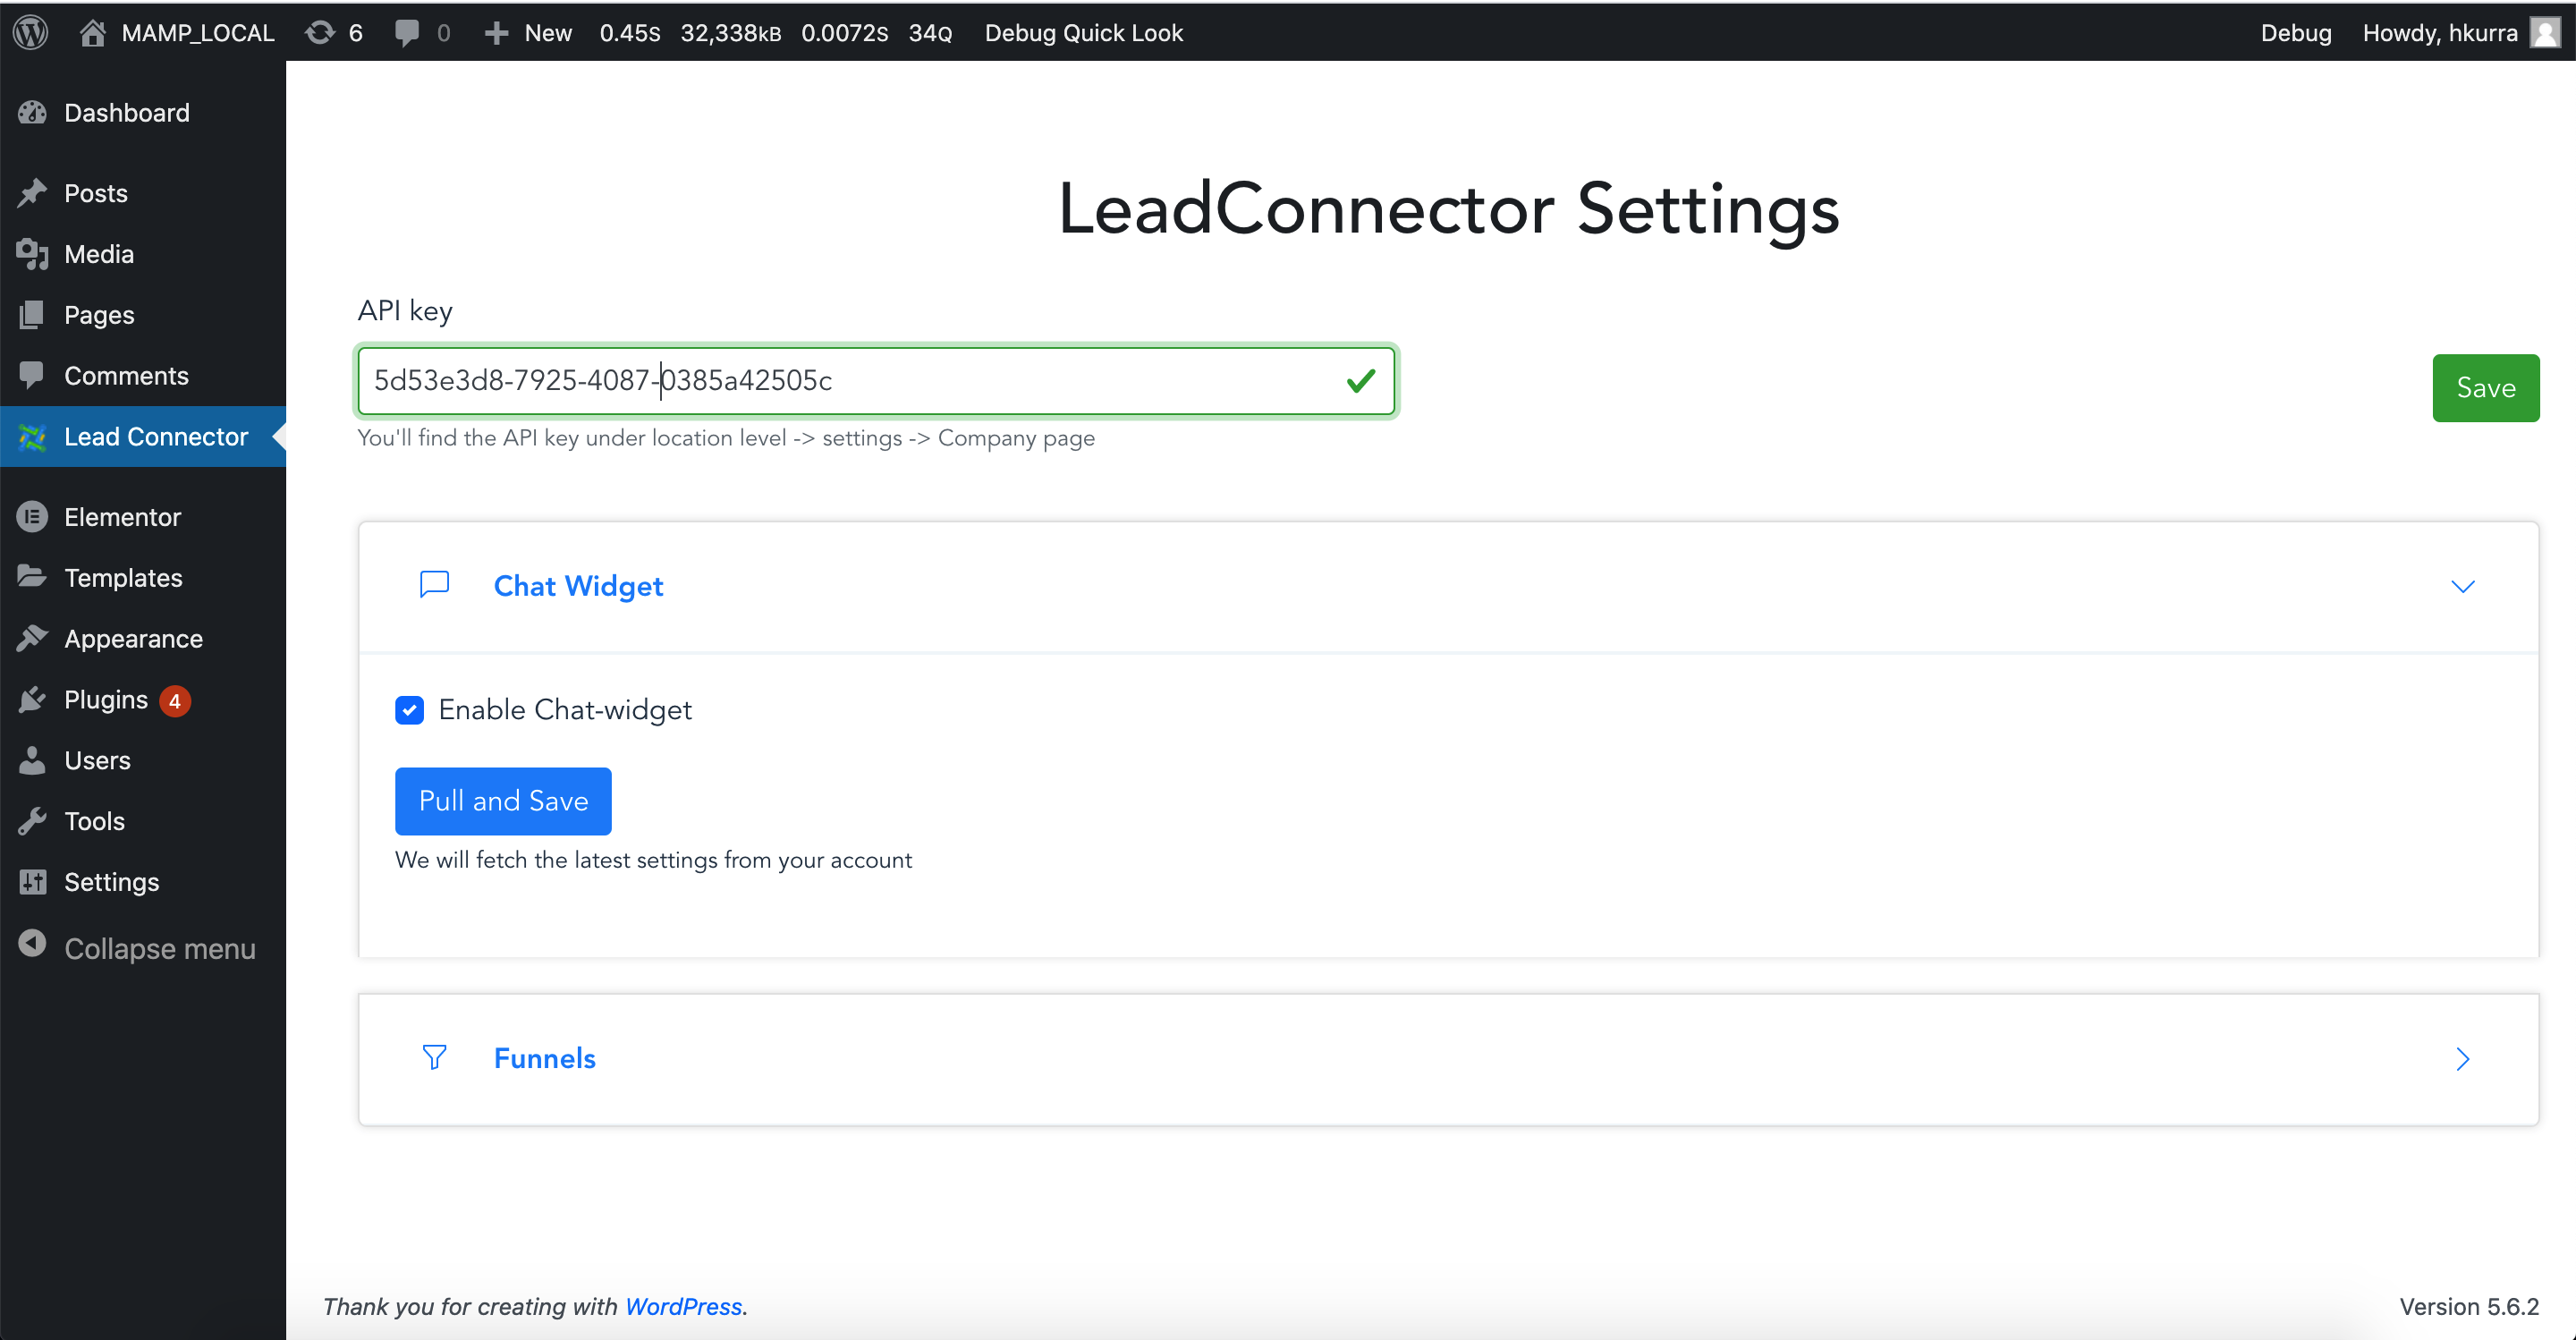 MAMP_LOCAL 6 0 New 0.45S 32,338KB 0.0072S 34Q Debug Quick Look Debug Howdy, hkurra
Dashboard
Posts
Media
Pages
Comments
Lead Connector
Elementor
Templates
Appearance
Plugins 4
Users
Tools
Settings
Collapse menu
LeadConnector Settings
API key
5d53e3d8-7925-4087-0385a42505c
Save
You'll find the API key under location level -> settings -> Company page
Chat Widget
Enable Chat-widget
Pull and Save
We will fetch the latest settings from your account
Funnels
Thank you for creating with WordPress.
Version 5.6.2